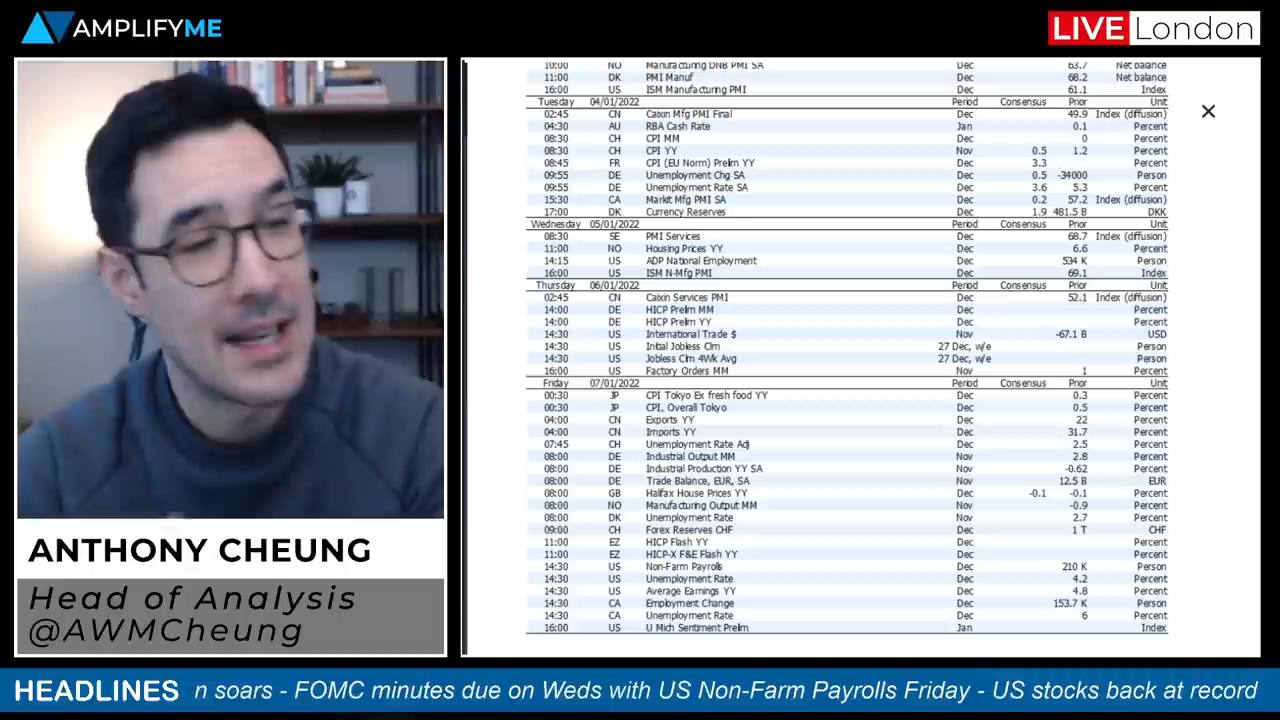 AMPLIFYME
LIVE London
10:00 NO Manufacturing DNB PMI SA Dec 63.7 Net balance
11:00 DK PMI Manuf Dec 68.2 Net balance
16:00 US ISM Manufacturing PMI Dec 61.1 Index
Tuesday 04/01/2022 Period Consensus Prior Unit
02:45 CN Caixin Mfg PMI Final Dec 49.9 Index (diffusion)
04:30 AU RBA Cash Rate Jan 0.1 Percent
08:30 CH CPI MM Dec 0 Percent
08:30 CH CPI YY Nov 0.5 1.2 Percent
08:45 FR CPI (EU Norm) Prelim YY Dec 3.3 Percent
09:55 DE Unemployment Chg SA Dec 0.5 -34000 Person
09:55 DE Unemployment Rate SA Dec 3.6 5.3 Percent
15:30 CA Markit Mfg PMI SA Dec 0.2 57.2 Index (diffusion)
17:00 DK Currency Reserves Dec 1.9 481.5 B DKK
Wednesday 05/01/2022 Period Consensus Prior Unit
08:30 SE PMI Services Dec 68.7 Index (diffusion)
11:00 NO Housing Prices YY Dec 6.6 Percent
14:15 US ADP National Employment Dec 534 K Person
16:00 US ISM N-Mfg PMI Dec 69.1 Index
Thursday 06/01/2022 Period Consensus Prior Unit
02:45 CN Caixin Services PMI Dec 52.1 Index (diffusion)
14:00 DE HICP Prelim MM Dec Percent
14:00 DE HICP Prelim YY Dec Percent
14:30 US International Trade $ Nov -67.1 B USD
14:30 US Initial Jobless Clm 27 Dec, w/e Person
14:30 US Jobless Clm 4Wk Avg 27 Dec, w/e Person
16:00 US Factory Orders MM Nov 1 Percent
Friday 07/01/2022 Period Consensus Prior Unit
00:30 JP CPI Tokyo Ex fresh food YY Dec 0.3 Percent
00:30 JP CPI, Overall Tokyo Dec 0.5 Percent
04:00 CN Exports YY Dec 22 Percent
04:00 CN Imports YY Dec 31.7 Percent
07:45 CH Unemployment Rate Adj Dec 2.5 Percent
08:00 DE Industrial Output MM Nov 2.8 Percent
08:00 DE Industrial Production YY SA Nov -0.62 Percent
08:00 DE Trade Balance, EUR, SA Nov 12.5 B EUR
08:00 GB Halifax House Prices YY Dec -0.1 -0.1 Percent
08:00 NO Manufacturing Output MM Nov -0.9 Percent
08:00 DK Unemployment Rate Nov 2.7 Percent
09:00 CH Forex Reserves CHF Dec 1 T CHF
11:00 EZ HICP Flash YY Dec Percent
11:00 EZ HICP-X F&E Flash YY Dec Percent
14:30 US Non-Farm Payrolls Dec 210 K Person
14:30 US Unemployment Rate Dec 4.2 Percent
14:30 US Average Earnings YY Dec 4.8 Percent
14:30 CA Employment Change Dec 153.7 K Person
14:30 CA Unemployment Rate Dec 6 Percent
16:00 US U Mich Sentiment Prelim Jan Index
ANTHONY CHEUNG
Head of Analysis
@AWMCheung
HEADLINES n soars - FOMC minutes due on Weds with US Non-Farm Payrolls Friday - US stocks back at record